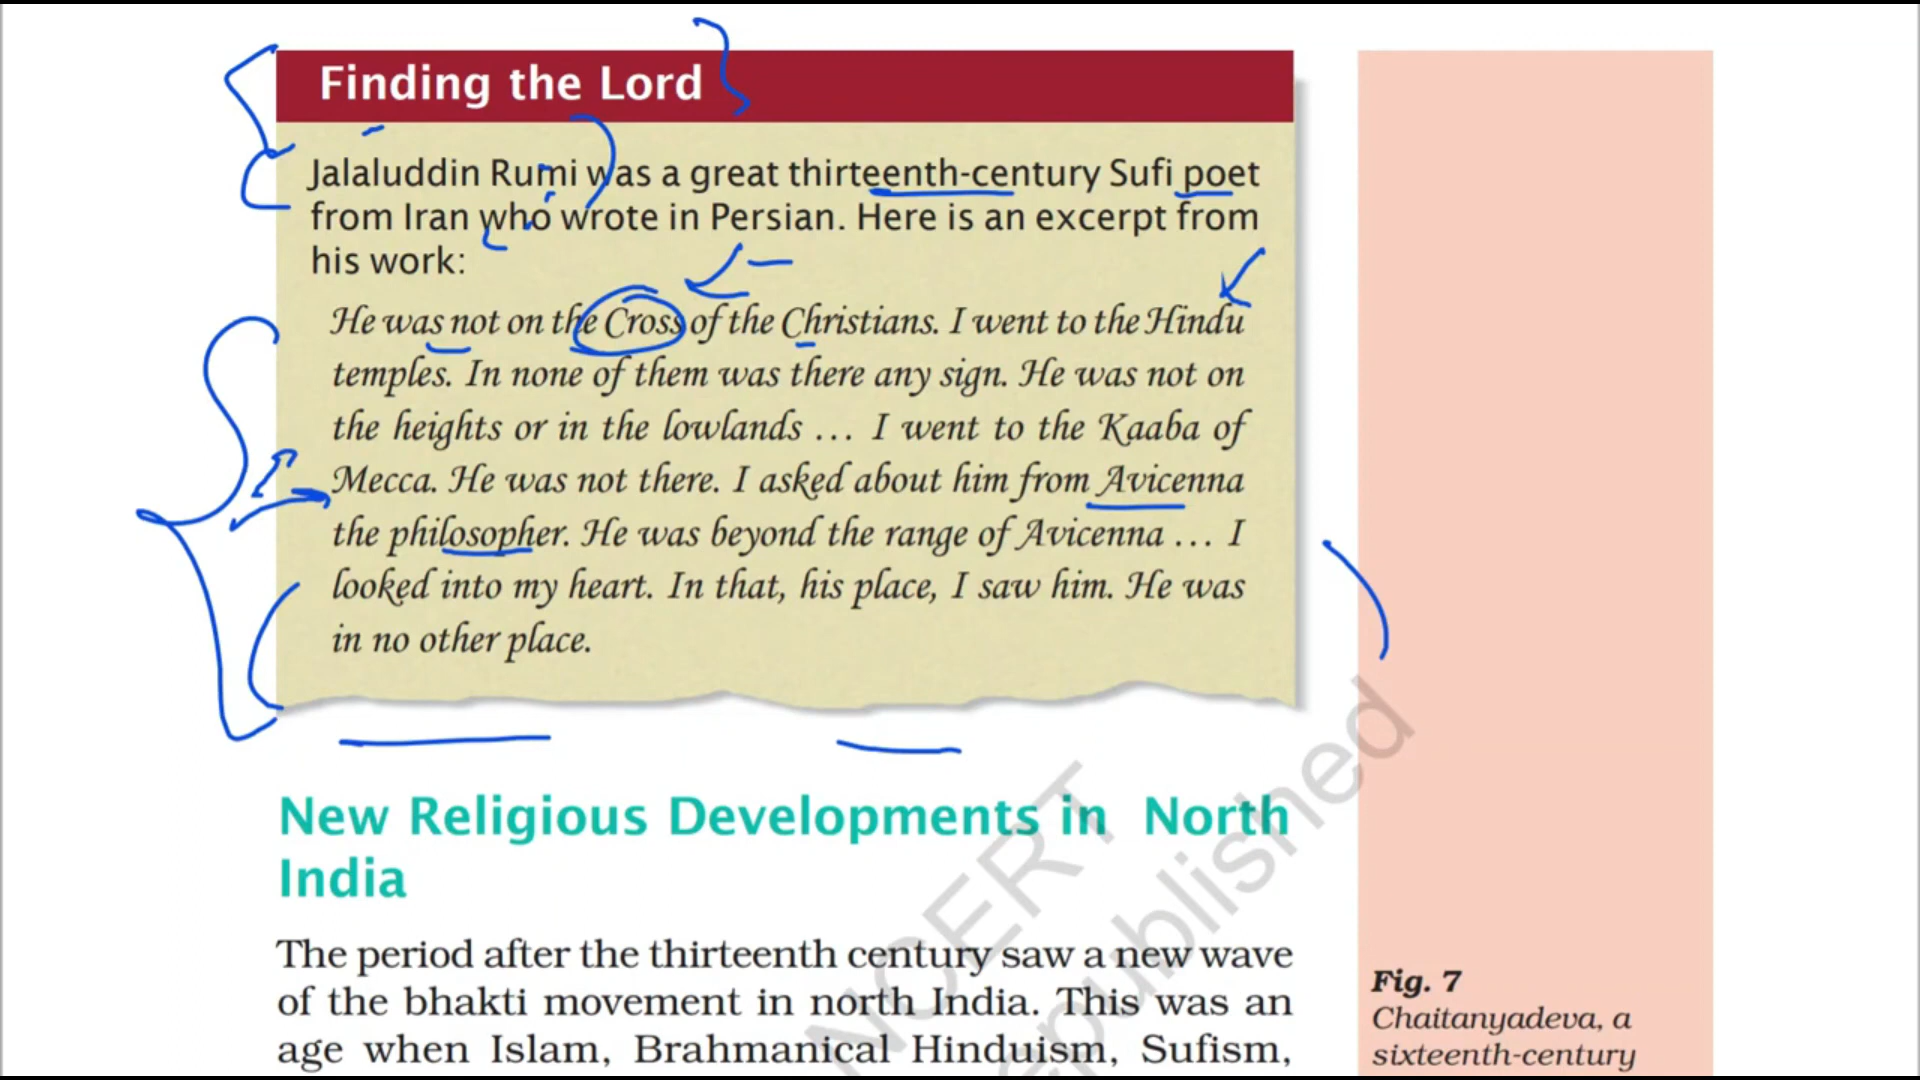 Finding the Lord
Jalaluddin Rumi was a great thirteenth-century Sufi poet
from Iran who wrote in Persian. Here is an excerpt from
his work:
He was not on the Cross of the Christians. I went to the Hindu
temples. In none of them was there any sign. He was not on
the heights or in the lowlands … I went to the Kaaba of
Mecca. He was not there. I asked about him from Avicenna
the philosopher. He was beyond the range of Avicenna … I
looked into my heart. In that, his place, I saw him. He was
in no other place.
New Religious Developments in North
India
The period after the thirteenth century saw a new wave
of the bhakti movement in north India. This was an
age when Islam, Brahmanical Hinduism, Sufism,
Fig. 7
Chaitanyadeva, a
sixteenth-century
NCERT
republished